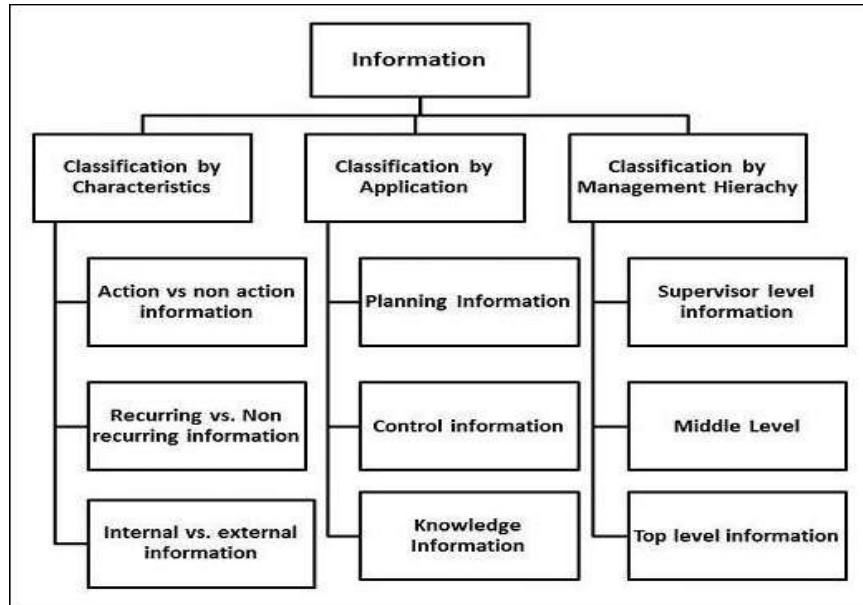 Information
Classification by
Characteristics
Classification by
Application
Classification by
Management Hierachy
Action vs non action
information
Planning Information
Supervisor level
information
Recurring vs. Non
recurring information
Control information
Middle Level
Internal vs. external
information
Knowledge
Information
Top level information